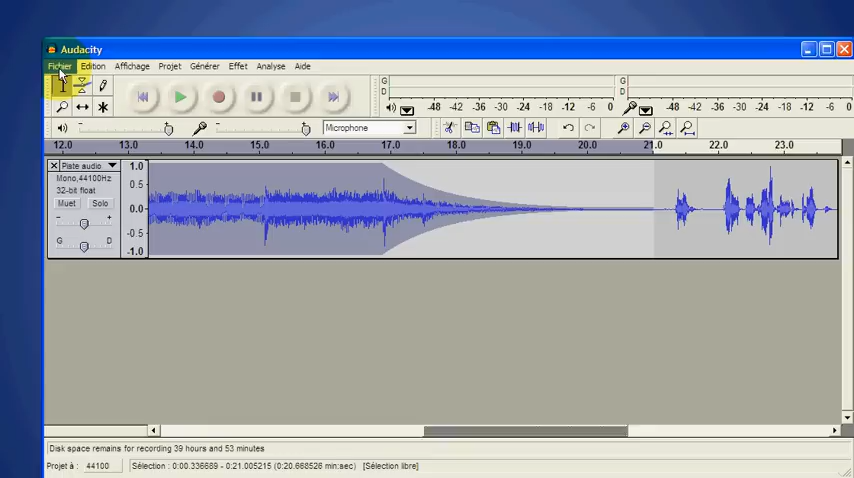 Audacity
Fichier Edition Affichage Projet Générer Effet Analyse Aide
G
D
-48 -42 -36 -30 -24 -18 -12 -6 0
G
D
-48 -42 -36 -30 -24 -18 -12 -6 0
Microphone
12.0 13.0 14.0 15.0 16.0 17.0 18.0 19.0 20.0 21.0 22.0 23.0
Piste audio
Mono,44100Hz
32-bit float
Muet Solo
- +
G D
1.0
0.5
0.0
-0.5
-1.0
Disk space remains for recording 39 hours and 53 minutes
Projet à : 44100 Sélection : 0:00.336689 - 0:21.005215 (0:20.668526 min:sec) [Sélection libre]